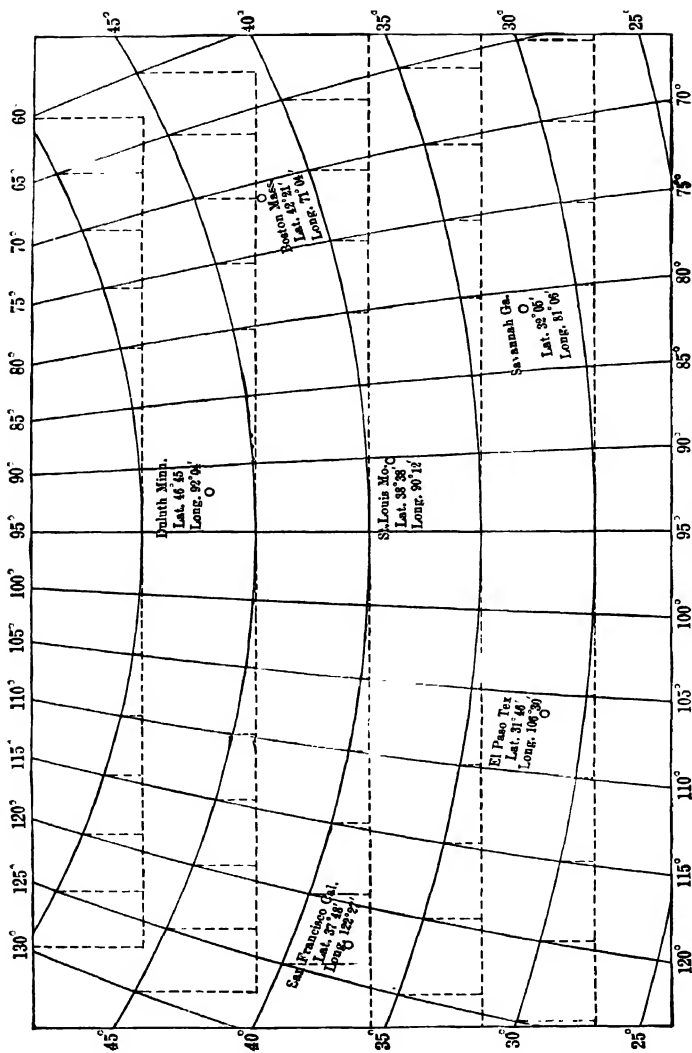 130° 125° 120° 115° 110° 105° 100° 95° 90° 85° 80° 75° 70° 65° 60°
45° 45°
Duluth Minn.
Lat. 46°45'
Long. 92°04'
40° 40°
Boston Mass.
Lat. 42°21'
Long. 71°04'
San Francisco Cal.
Lat. 37°48'
Long. 122°27'
St. Louis Mo.
Lat. 38°38'
Long. 90°12'
35° 35°
El Paso Tex
Lat. 31°46'
Long. 106°30'
Savannah Ga.
Lat. 32°05'
Long. 81°06'
30° 30°
25° 25°
120° 115° 110° 105° 100° 95° 90° 85° 80° 75° 70°